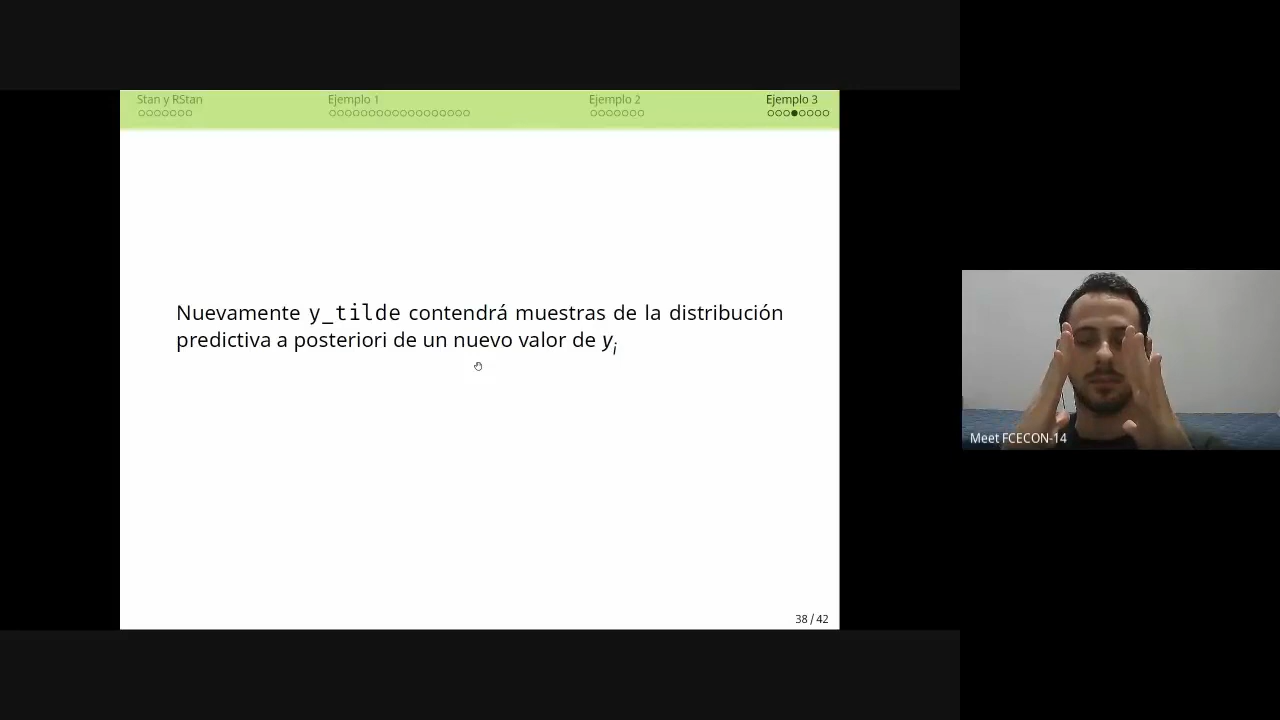 Stan y RStan
Ejemplo 1
Ejemplo 2
Ejemplo 3
Nuevamente y_tilde contendrá muestras de la distribución
predictiva a posteriori de un nuevo valor de yᵢ
38 / 42
Meet FCECON-14